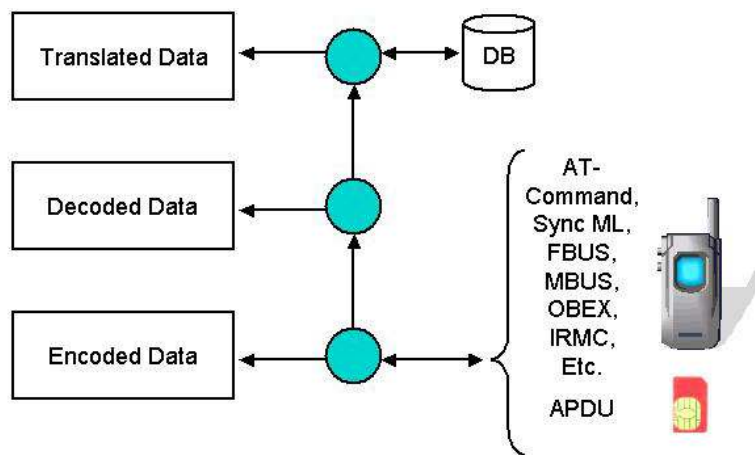 Translated Data
DB
Decoded Data
AT-
Command,
Sync ML,
FBUS,
MBUS,
OBEX,
IRMC,
Etc.
APDU
Encoded Data